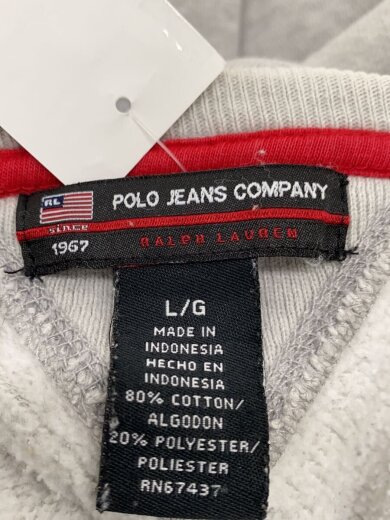 RL
POLO JEANS COMPANY
since
1967
RALPH LAUREN
L/G
MADE IN
INDONESIA
HECHO EN
INDONESIA
80% COTTON/
ALGODON
20% POLYESTER/
POLIESTER
RN67437